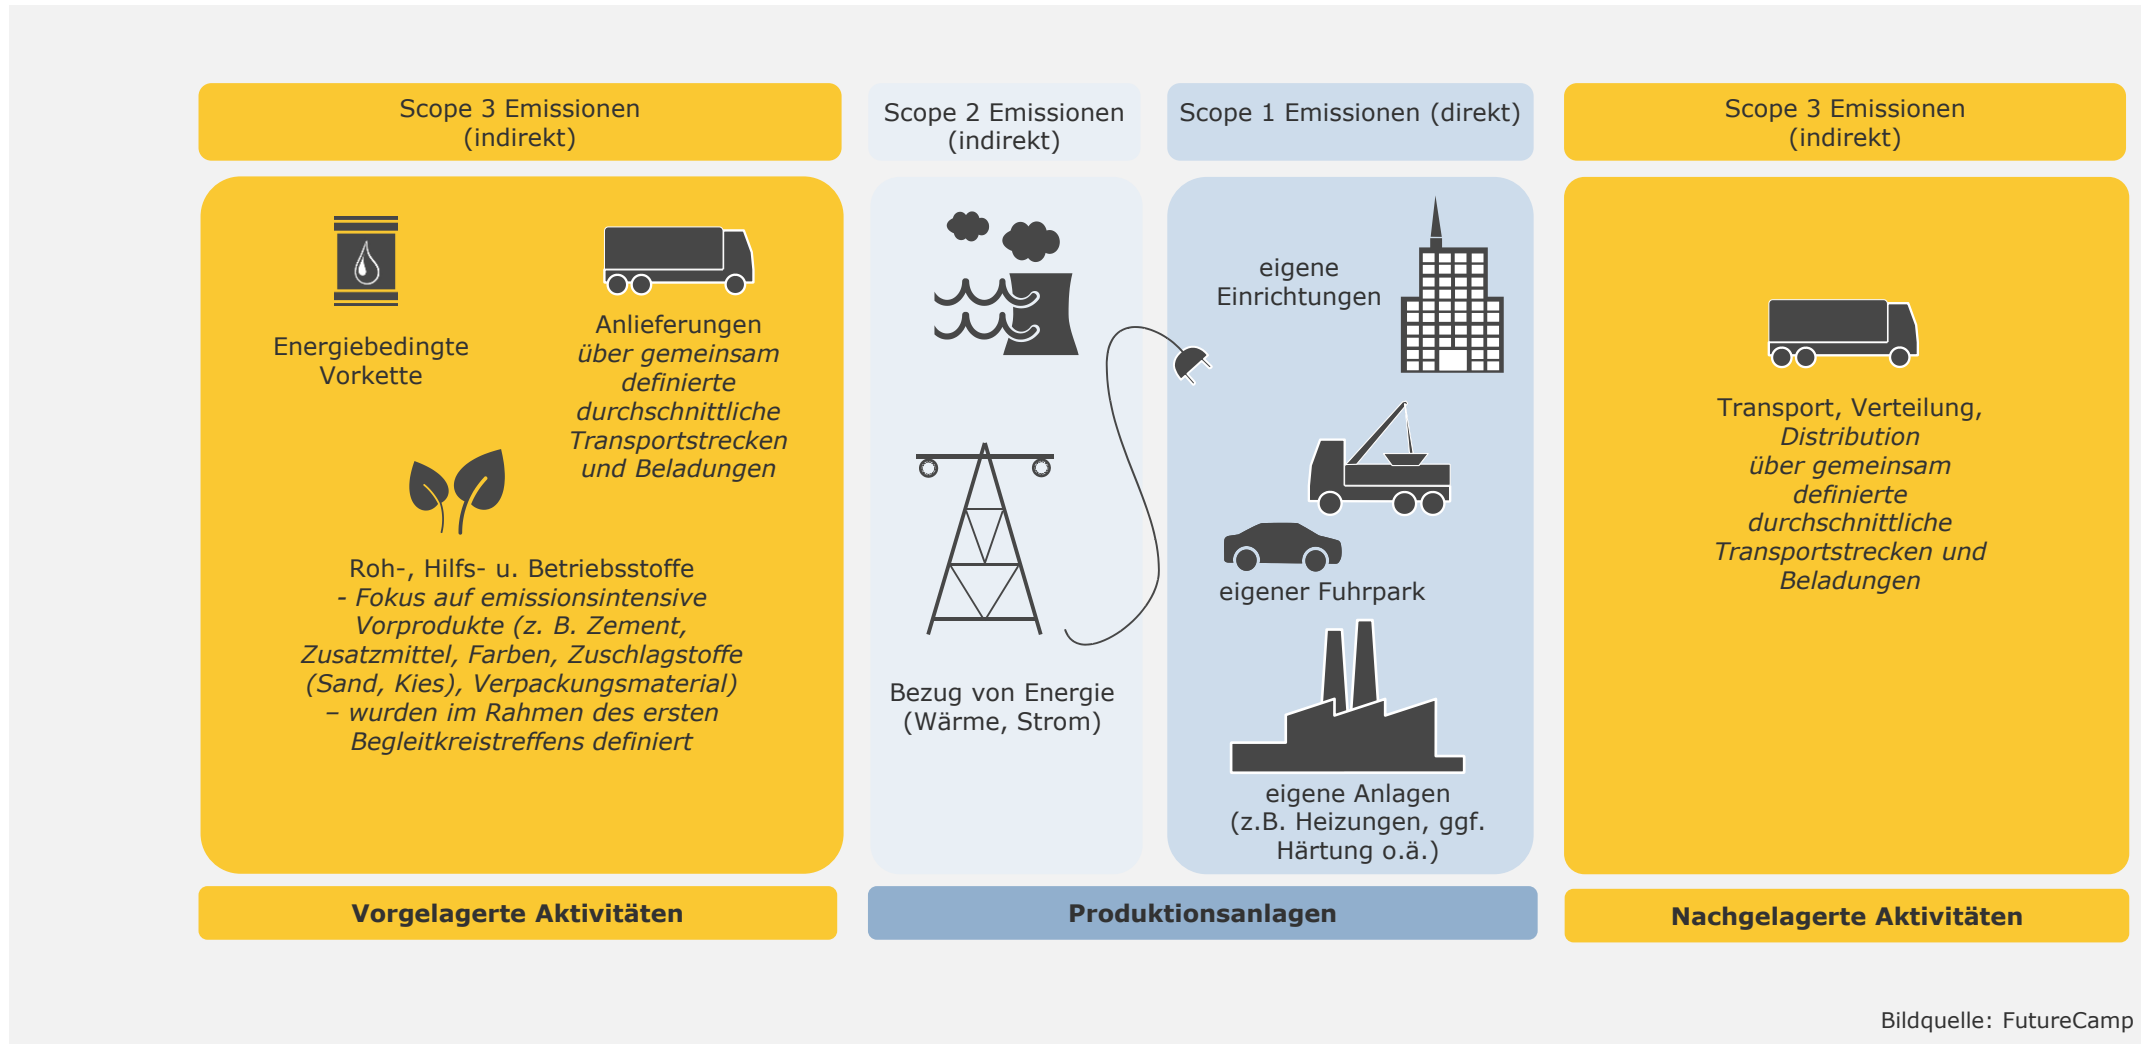 Scope 3 Emissionen
(indirekt)
Energiebedingte
Vorkette
Anlieferungen
über gemeinsam
definierte
durchschnittliche
Transportstrecken
und Beladungen
Roh-, Hilfs- u. Betriebsstoffe
- Fokus auf emissionsintensive
Vorprodukte (z. B. Zement,
Zusatzmittel, Farben, Zuschlagstoffe
(Sand, Kies), Verpackungsmaterial)
– wurden im Rahmen des ersten
Begleitkreistreffens definiert
Vorgelagerte Aktivitäten
Scope 2 Emissionen
(indirekt)
Bezug von Energie
(Wärme, Strom)
Scope 1 Emissionen (direkt)
eigene
Einrichtungen
eigener Fuhrpark
eigene Anlagen
(z.B. Heizungen, ggf.
Härtung o.ä.)
Produktionsanlagen
Scope 3 Emissionen
(indirekt)
Transport, Verteilung,
Distribution
über gemeinsam
definierte
durchschnittliche
Transportstrecken und
Beladungen
Nachgelagerte Aktivitäten
Bildquelle: FutureCamp